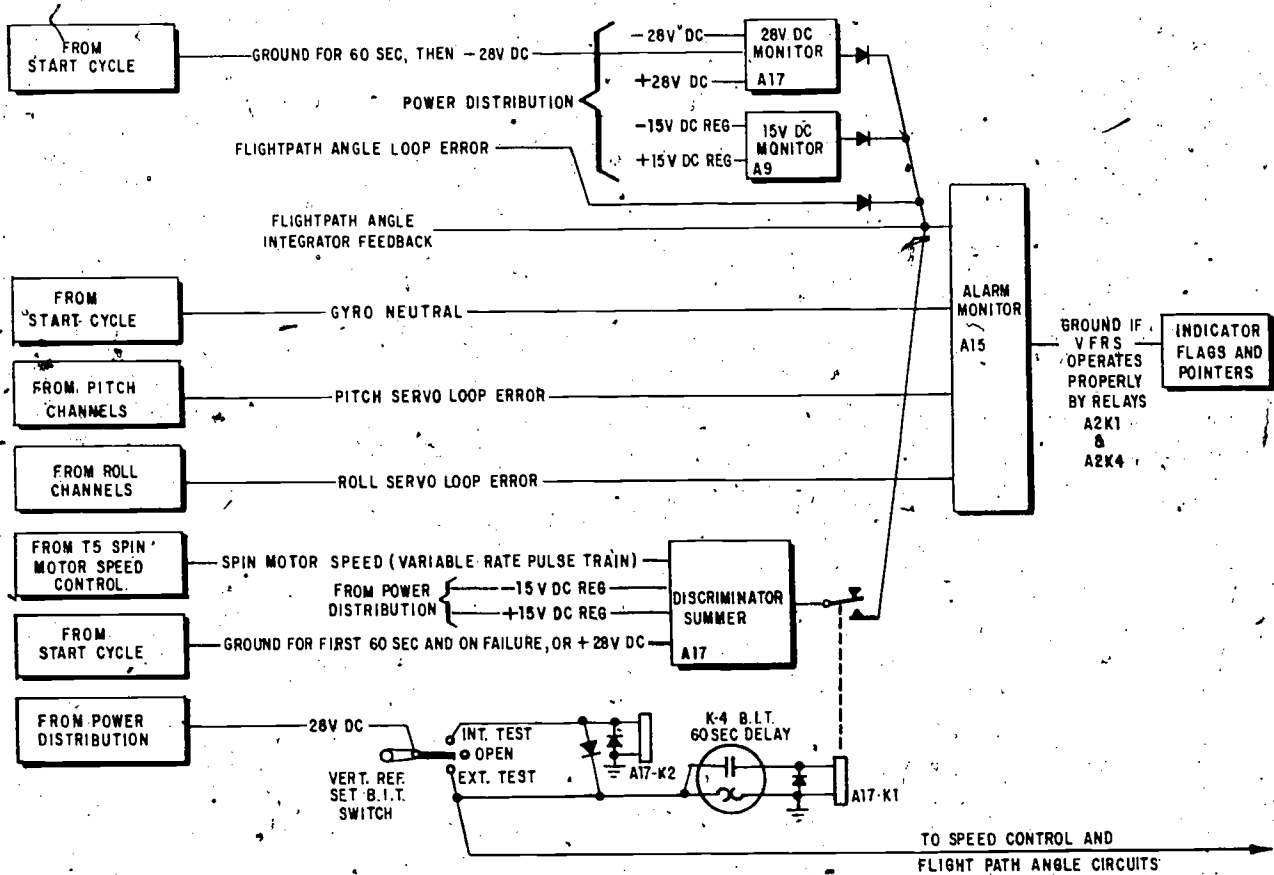 FROM
START CYCLE
GROUND FOR 60 SEC, THEN -28V DC
POWER DISTRIBUTION
-28V DC
+28V DC
28V DC
MONITOR
A17
-15V DC REG
+15V DC REG
15V DC
MONITOR
A9
FLIGHTPATH ANGLE LOOP ERROR
FLIGHTPATH ANGLE
INTEGRATOR FEEDBACK
FROM
START CYCLE
GYRO NEUTRAL
FROM PITCH
CHANNELS
PITCH SERVO LOOP ERROR
FROM ROLL
CHANNELS
ROLL SERVO LOOP ERROR
ALARM
MONITOR
A15
GROUND IF
VFRS
OPERATES
PROPERLY
BY RELAYS
A2K1
&
A2K4
INDICATOR
FLAGS AND
POINTERS
FROM T5 SPIN
MOTOR SPEED
CONTROL.
SPIN MOTOR SPEED (VARIABLE RATE PULSE TRAIN)
FROM POWER
DISTRIBUTION
-15V DC REG
+15V DC REG
DISCRIMINATOR
SUMMER
A17
FROM
START CYCLE
GROUND FOR FIRST 60 SEC AND ON FAILURE, OR +28V DC
FROM POWER
DISTRIBUTION
28V DC
INT. TEST
OPEN
EXT. TEST
VERT. REF.
SET B.I.T.
SWITCH
A17-K2
K-4 B.I.T.
60 SEC DELAY
A17-K1
TO SPEED CONTROL AND
FLIGHT PATH ANGLE CIRCUITS